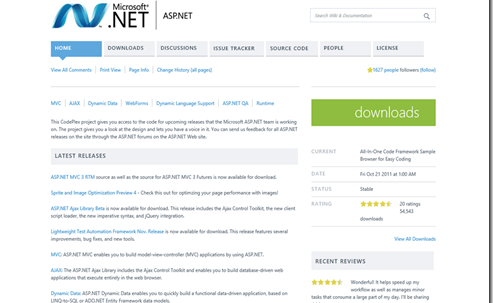 Microsoft®
.NET
ASP.NET
Search Wiki & Documentation
HOME
DOWNLOADS
DISCUSSIONS
ISSUE TRACKER
SOURCE CODE
PEOPLE
LICENSE
View All Comments | Print View | Page Info | Change History (all pages)
1627 people followers (follow)
MVC | AJAX | Dynamic Data | WebForms | Dynamic Language Support | ASP.NET QA | Runtime
This CodePlex project gives you access to the code for upcoming releases that the Microsoft ASP.NET team is working
on. The project gives you a look at the design and lets you have a voice in it. You can send us feedback for all ASP.NET
releases on the site through the ASP.NET forums on the ASP.NET Web site.
LATEST RELEASES
ASP.NET MVC 3 RTM source as well as the source for ASP.NET MVC 3 Futures is now available for download.
Sprite and Image Optimization Preview 4 - Check this out for optimizing your page performance with images!
ASP.NET Ajax Library Beta is now available for download. This release includes the Ajax Control Toolkit, the new client
script loader, the new imperative syntax, and jQuery integration.
Lightweight Test Automation Framework Nov. Release is now available for download. This release features several
improvements, bug fixes, and new tools.
MVC: ASP.NET MVC enables you to build model-view-controller (MVC) applications by using ASP.NET.
AJAX: The ASP.NET Ajax Library includes the Ajax Control Toolkit and enables you to build database-driven web
applications that execute entirely in the web browser.
Dynamic Data: ASP.NET Dynamic Data enables you to quickly build a functional data-driven application, based on
LINQ-to-SQL or ADO.NET Entity Framework data models.
downloads
CURRENT
All-In-One Code Framework Sample
Browser for Easy Coding
DATE
Fri Oct 21 2011 at 1:00 AM
STATUS
Stable
RATING
20 ratings
54,543
downloads
View All Downloads
RECENT REVIEWS
Wonderful! It helps speed up my
workflow as well as manages minor
tasks that consume a large part of my day. I'll be sharing